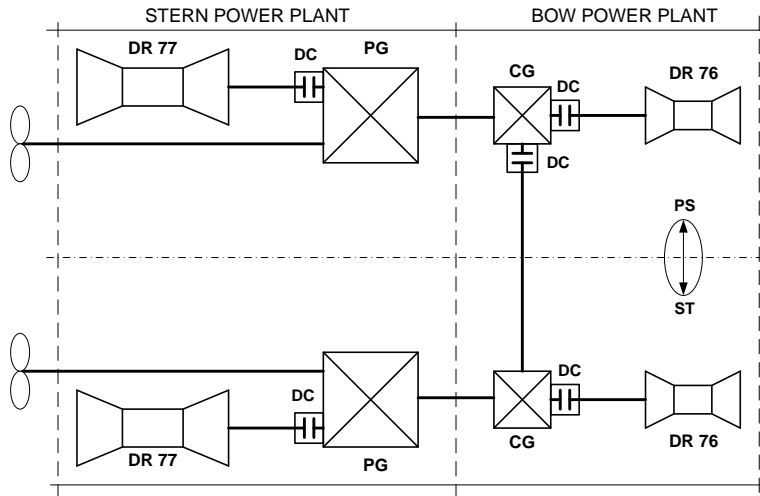 STERN POWER PLANT
BOW POWER PLANT
DR 77
DC
PG
CG
DC
DR 76
DC
PS
ST
DC
DC
DR 77
PG
CG
DR 76